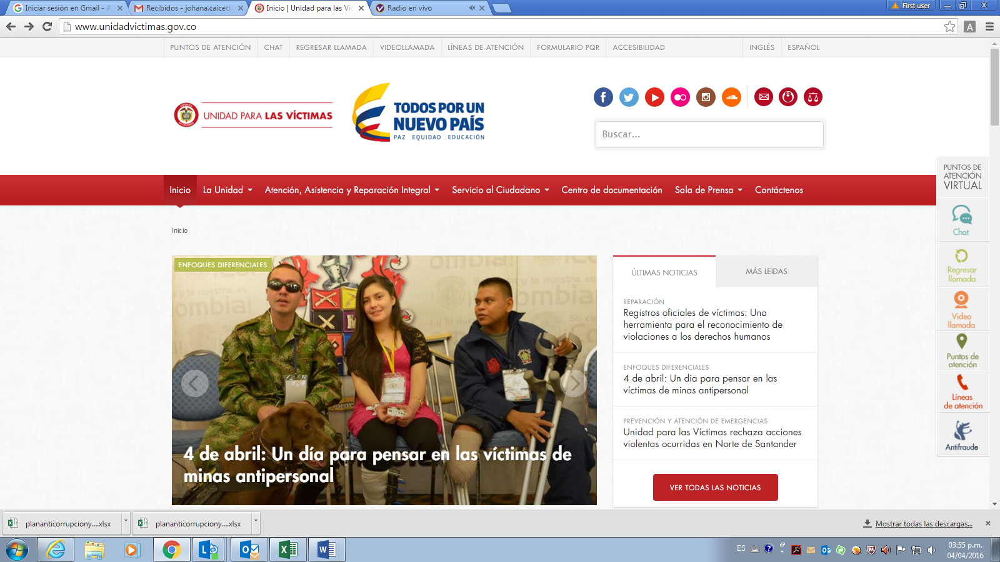 Iniciar sesión en Gmail - A
Recibidos - johana.caiced
Inicio | Unidad para las Víc
Radio en vivo
First user
www.unidadvictimas.gov.co
PUNTOS DE ATENCIÓN
CHAT
REGRESAR LLAMADA
VIDEOLLAMADA
LÍNEAS DE ATENCIÓN
FORMULARIO PQR
ACCESIBILIDAD
INGLÉS
ESPAÑOL
UNIDAD PARA LAS VÍCTIMAS
TODOS POR UN
NUEVO PAÍS
PAZ EQUIDAD EDUCACIÓN
Buscar...
Inicio
La Unidad
Atención, Asistencia y Reparación Integral
Servicio al Ciudadano
Centro de documentación
Sala de Prensa
Contáctenos
Inicio
ENFOQUES DIFERENCIALES
4 de abril: Un día para pensar en las víctimas de
minas antipersonal
ÚLTIMAS NOTICIAS
MÁS LEIDAS
REPARACIÓN
Registros oficiales de víctimas: Una
herramienta para el reconocimiento de
violaciones a los derechos humanos
ENFOQUES DIFERENCIALES
4 de abril: Un día para pensar en las
víctimas de minas antipersonal
PREVENCIÓN Y ATENCIÓN DE EMERGENCIAS
Unidad para las Víctimas rechaza acciones
violentas ocurridas en Norte de Santander
VER TODAS LAS NOTICIAS
PUNTOS DE
ATENCIÓN
VIRTUAL
Chat
Regresar
llamada
Video
llamada
Puntos de
atención
Líneas
de atención
Antifraude
plananticorrupciony....xlsx
plananticorrupciony....xlsx
Mostrar todas las descargas...
ES
03:55 p.m.
04/04/2016